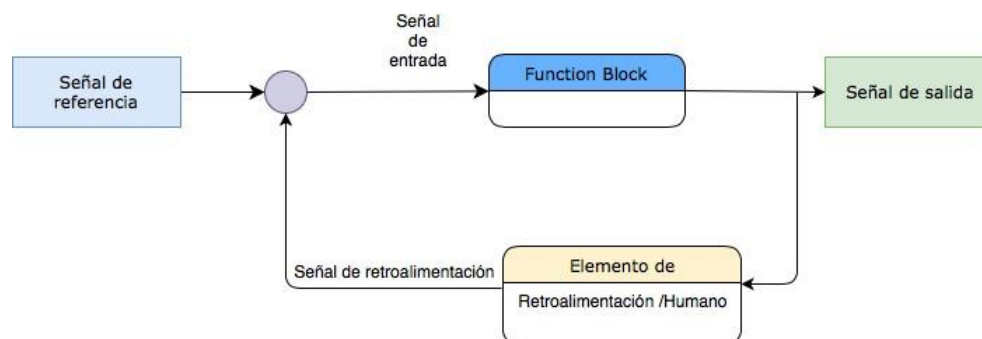 Señal
de
entrada
Señal de
referencia
Function Block
Señal de salida
Señal de retroalimentación
Elemento de
Retroalimentación /Humano